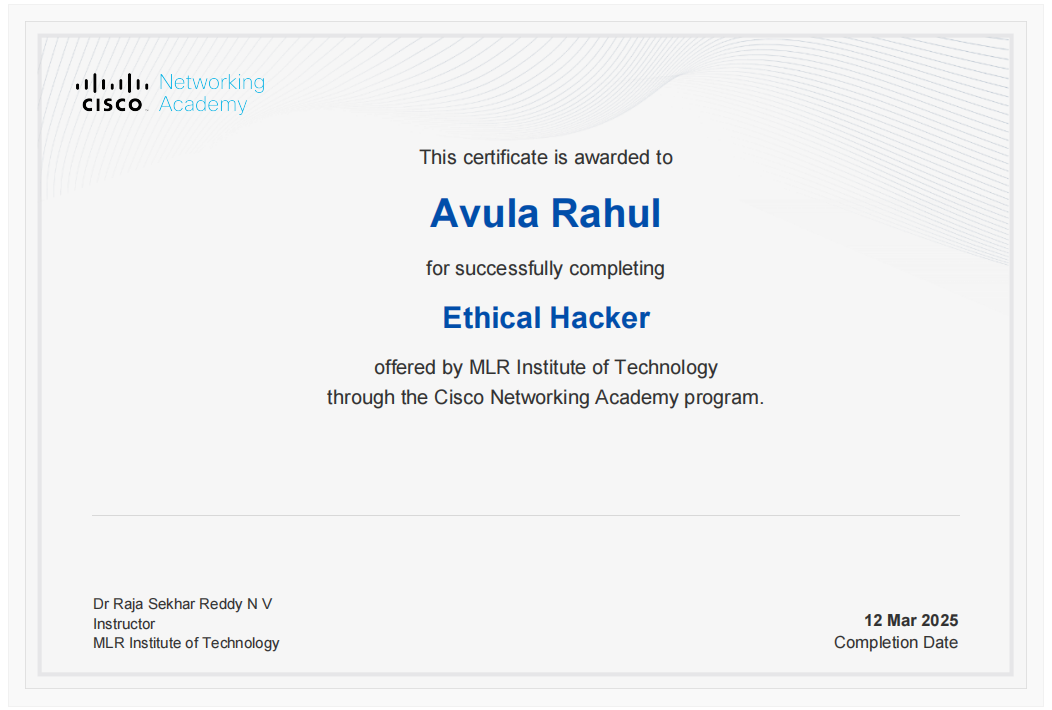 Networking
CISCO Academy
This certificate is awarded to
Avula Rahul
for successfully completing
Ethical Hacker
offered by MLR Institute of Technology
through the Cisco Networking Academy program.
Dr Raja Sekhar Reddy N V
Instructor
MLR Institute of Technology
12 Mar 2025
Completion Date